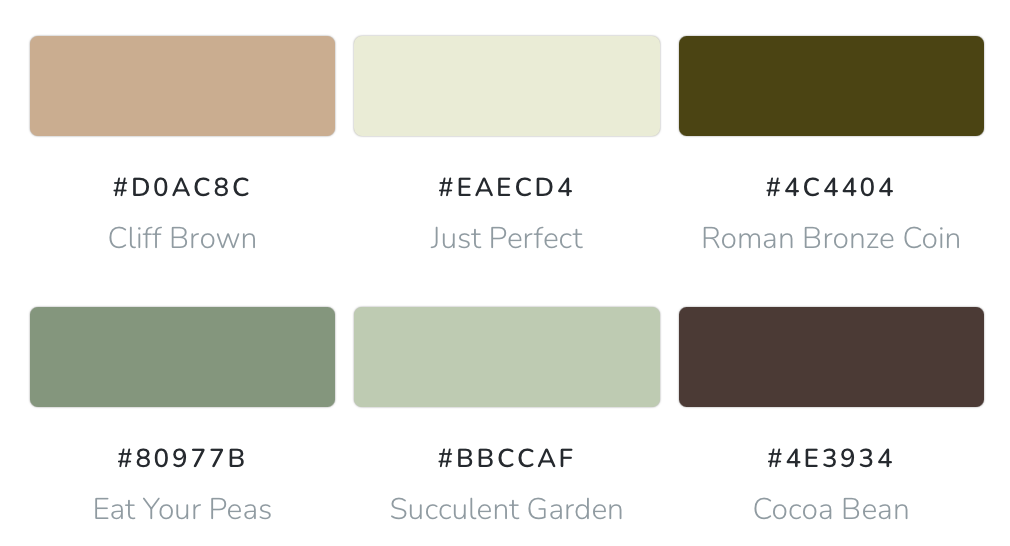 #D0AC8C
#EAECD4
#4C4404
Cliff Brown
Just Perfect
Roman Bronze Coin
#80977B
#BBCCAF
#4E3934
Eat Your Peas
Succulent Garden
Cocoa Bean